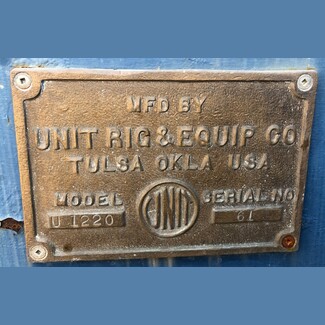 MFD BY
UNIT RIG & EQUIP CO
TULSA OKLA USA
MODEL UNIT SERIAL NO
U 1220 61